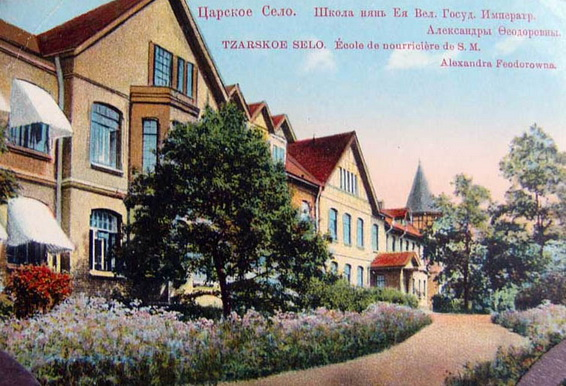 Царское Село. Школа нянь Ея Вел. Госуд. Императр.
Александры Ѳеодоровны.
TZARSKOE SELO. École de nourricière de S. M.
Alexandra Feodorowna.